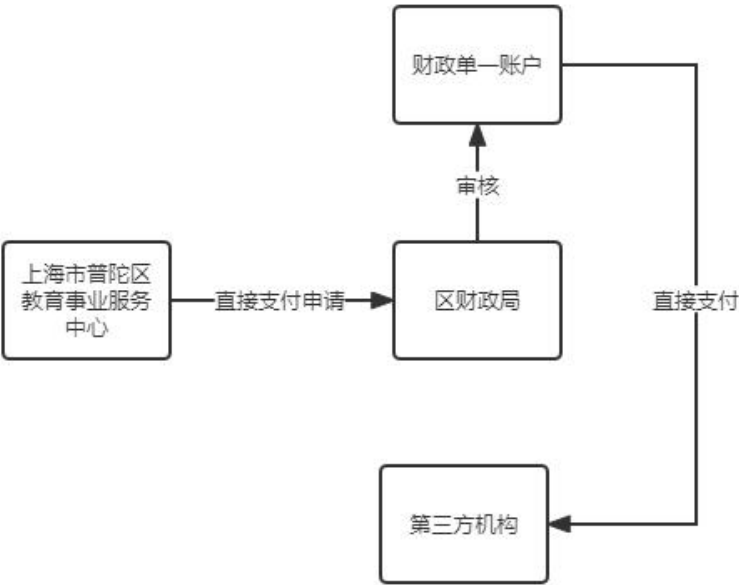 财政单一账户
审核
上海市普陀区
教育事业服务
中心
直接支付申请
区财政局
直接支付
第三方机构